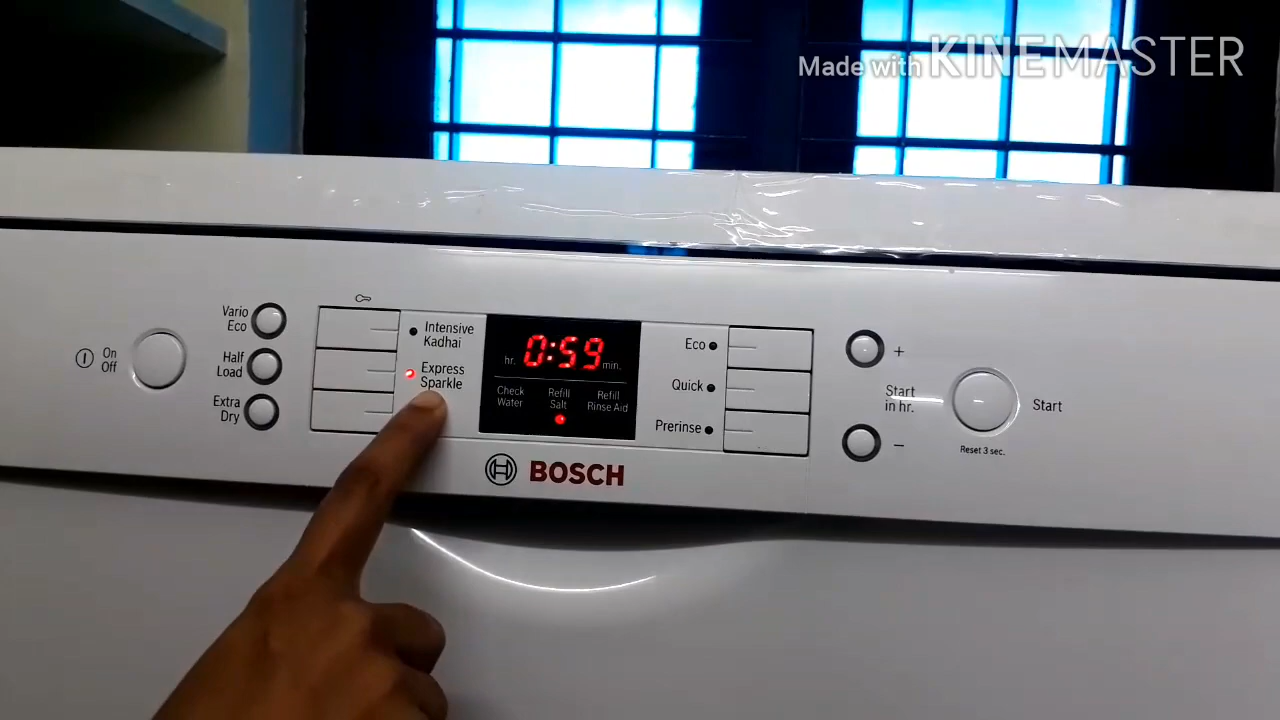 Made with KINEMASTER
On
Off
Vario
Eco
Half
Load
Extra
Dry
Intensive
Kadhai
Express
Sparkle
hr. 0:59 min.
Check
Water
Refill
Salt
Refill
Rinse Aid
Eco
Quick
Prerinse
+
Start
in hr.
−
Start
Reset 3 sec.
BOSCH